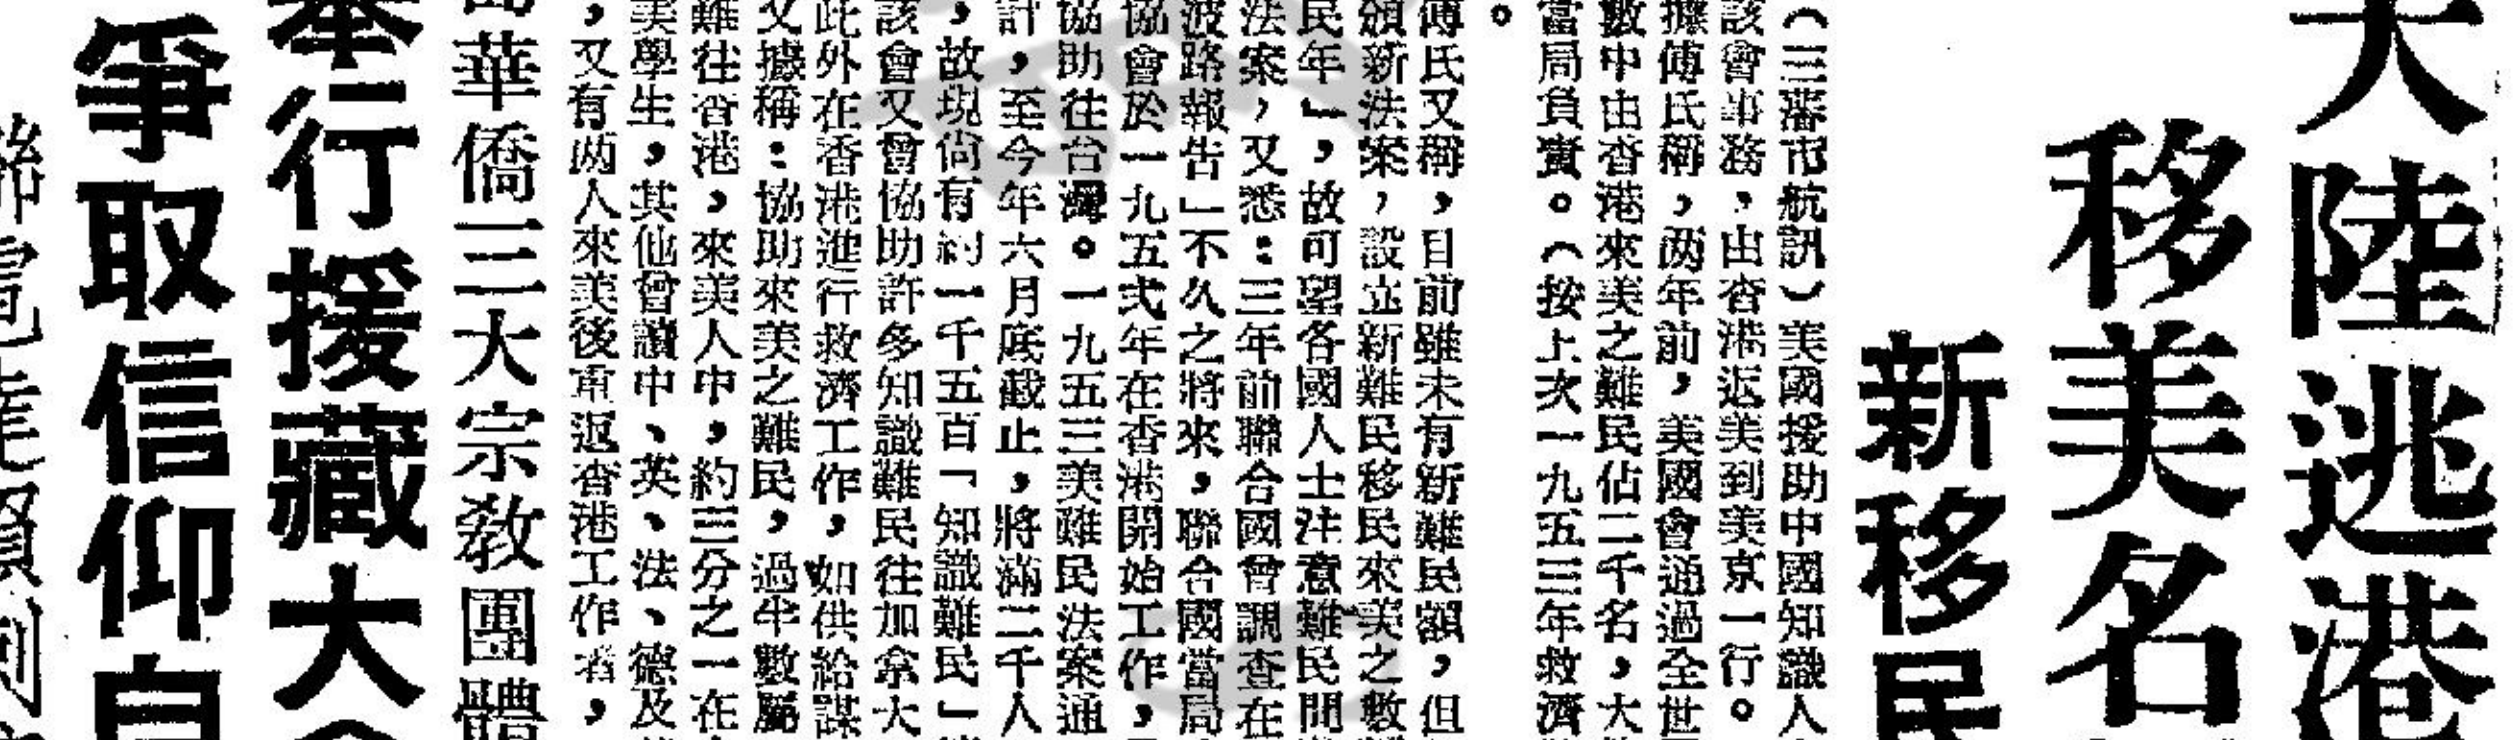 大陸逃港
移美名
新移民
（三藩市航訊）美國援助中國知識人
該會事務，由香港返美到美京一行。
據傅氏稱，兩年前，美國會通過全世
數中由香港來美之難民佔二千名，大
當局負責。（按上次一九五三年救濟
。
傅氏又稱，目前雖未有新難民額，但
頒新法案，設立新難民移民來美之數
民年」，故可望各國人士注意難民間
法案，又悉：三年前聯合國曾調查在
波路報告」不久之將來，聯合國當局
協會於一九五弍年在香港開始工作，
協助往台灣。一九五三美難民法案通
計，至今年六月底截止，將滿二千人
，故現尙有約一千五百「知識難民」
該會又曾協助許多知識難民往加拿大
此外在香港進行救濟工作，如供給謀
又據稱：協助來美之難民，過半數屬
難往香港，來美人中，約三分之一在
美學生，其他會讀中、英、法、德及
，又有兩人來美後重返香港工作者，
華僑三大宗教團體
奉行援藏大會
爭取信仰自